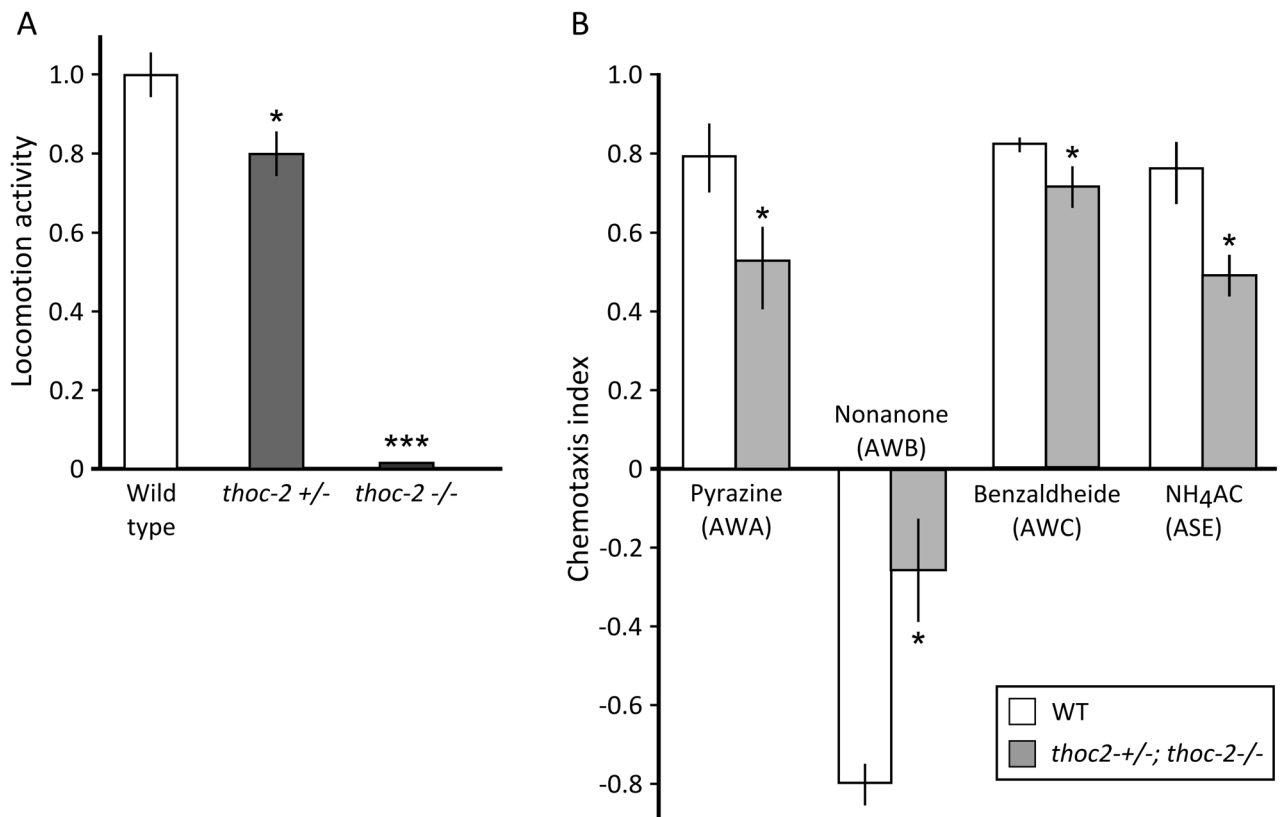 A
Locomotion activity
1.0
0.8
0.6
0.4
0.2
0
*
***
Wild
type
thoc-2 +/-
thoc-2 -/-
B
Chemotaxis index
1.0
0.8
0.6
0.4
0.2
0
-0.2
-0.4
-0.6
-0.8
*
*
*
*
Pyrazine
(AWA)
Nonanone
(AWB)
Benzaldheide
(AWC)
NH4AC
(ASE)
WT
thoc2-+/-; thoc-2-/-